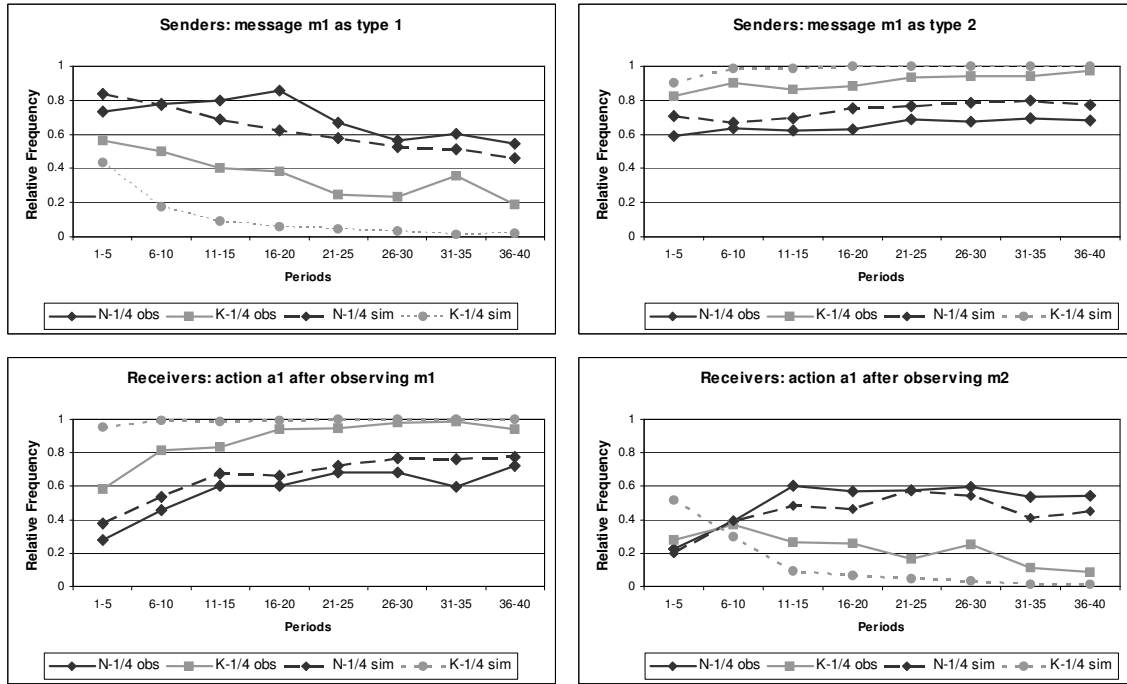 Senders: message m1 as type 1
Relative Frequency
1
0.8
0.6
0.4
0.2
0
1-5 6-10 11-15 16-20 21-25 26-30 31-35 36-40
Periods
N-1/4 obs K-1/4 obs N-1/4 sim K-1/4 sim
Senders: message m1 as type 2
Relative Frequency
1
0.8
0.6
0.4
0.2
0
1-5 6-10 11-15 16-20 21-25 26-30 31-35 36-40
Periods
N-1/4 obs K-1/4 obs N-1/4 sim K-1/4 sim
Receivers: action a1 after observing m1
Relative Frequency
1
0.8
0.6
0.4
0.2
0
1-5 6-10 11-15 16-20 21-25 26-30 31-35 36-40
Periods
N-1/4 obs K-1/4 obs N-1/4 sim K-1/4 sim
Receivers: action a1 after observing m2
Relative Frequency
1
0.8
0.6
0.4
0.2
0
1-5 6-10 11-15 16-20 21-25 26-30 31-35 36-40
Periods
N-1/4 obs K-1/4 obs N-1/4 sim K-1/4 sim